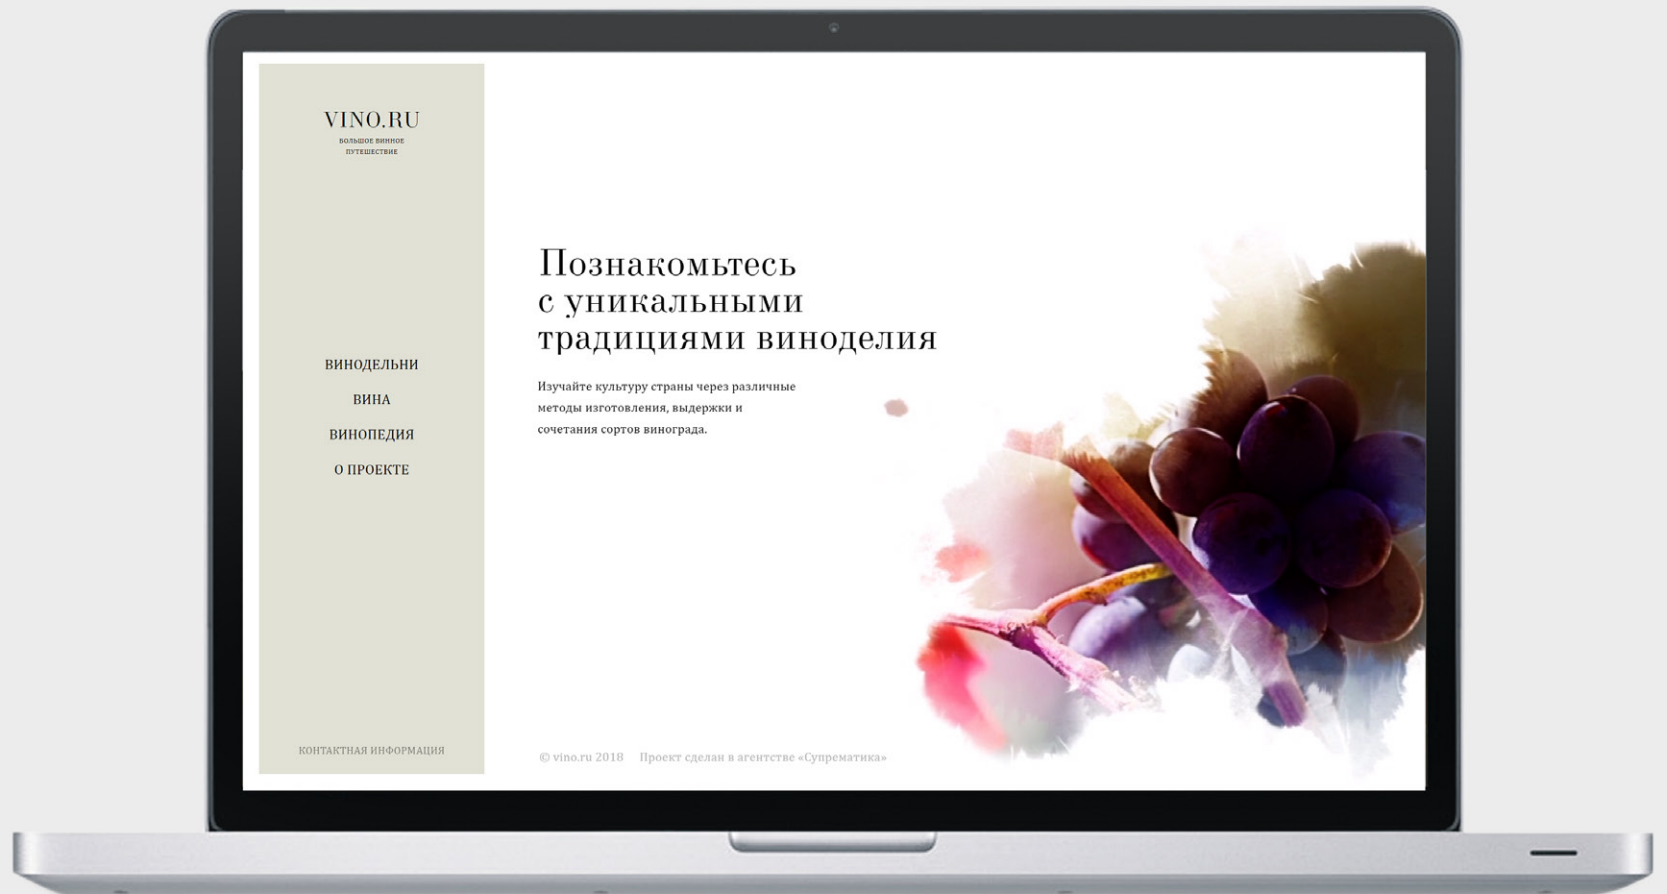 VINO.RU
БОЛЬШОЕ ВИННОЕ
ПУТЕШЕСТВИЕ
ВИНОДЕЛЬНИ
ВИНА
ВИНОПЕДИЯ
О ПРОЕКТЕ
КОНТАКТНАЯ ИНФОРМАЦИЯ
Познакомьтесь
с уникальными
традициями виноделия
Изучайте культуру страны через различные
методы изготовления, выдержки и
сочетания сортов винограда.
© vino.ru 2018 Проект сделан в агентстве «Супрематика»